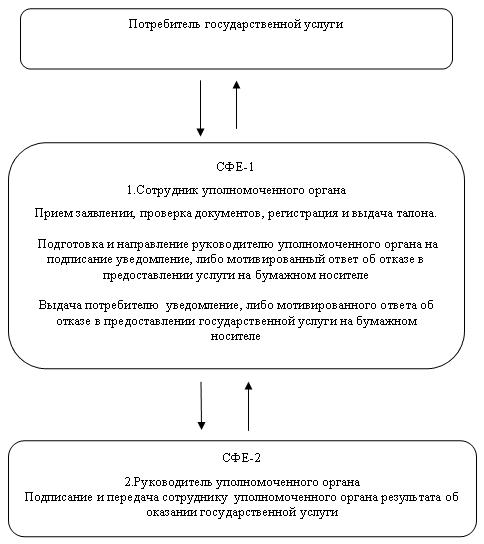 Потребитель государственной услуги
СФЕ-1
1.Сотрудник уполномоченного органа
Прием заявлении, проверка документов, регистрация и выдача талона.
Подготовка и направление руководителю уполномоченного органа на
подписание уведомление, либо мотивированный ответ об отказе в
предоставлении услуги на бумажном носителе
Выдача потребителю уведомление, либо мотивированного ответа об
отказе в предоставлении государственной услуги на бумажном
носителе
СФЕ-2
2.Руководитель уполномоченного органа
Подписание и передача сотруднику уполномоченного органа результата об
оказании государственной услуги